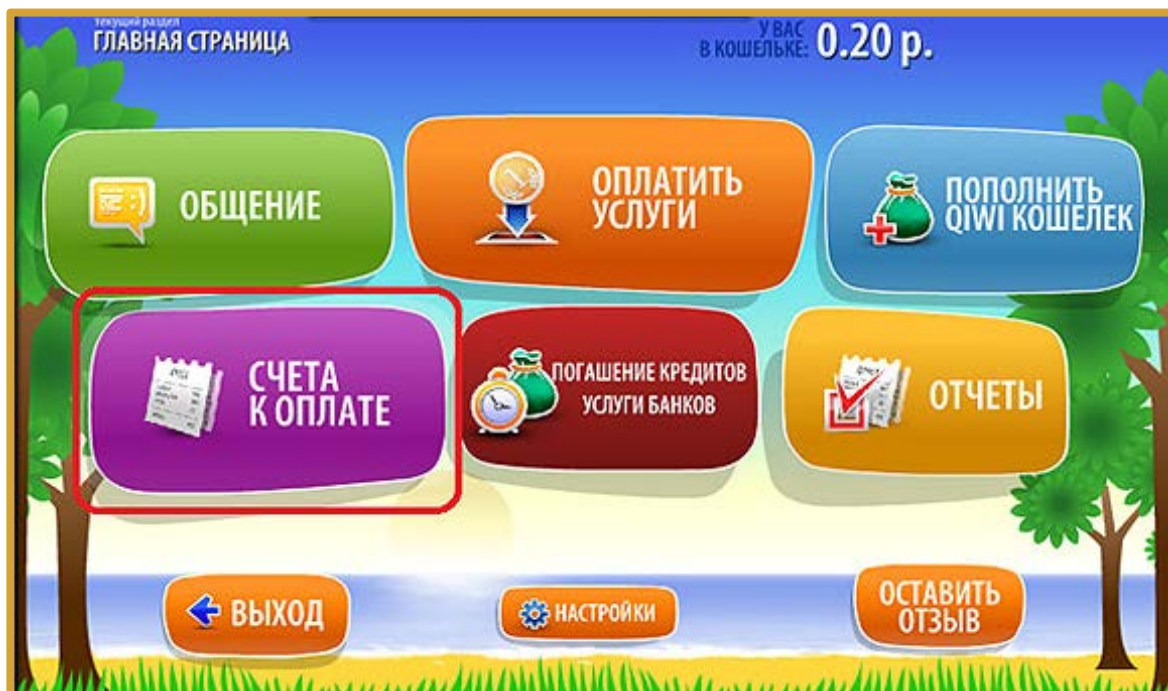 текущий раздел
ГЛАВНАЯ СТРАНИЦА
У ВАС
В КОШЕЛЬКЕ: 0.20 р.
ОБЩЕНИЕ
ОПЛАТИТЬ
УСЛУГИ
ПОПОЛНИТЬ
QIWI КОШЕЛЕК
СЧЕТА
К ОПЛАТЕ
ПОГАШЕНИЕ КРЕДИТОВ
УСЛУГИ БАНКОВ
ОТЧЕТЫ
ВЫХОД
НАСТРОЙКИ
ОСТАВИТЬ
ОТЗЫВ